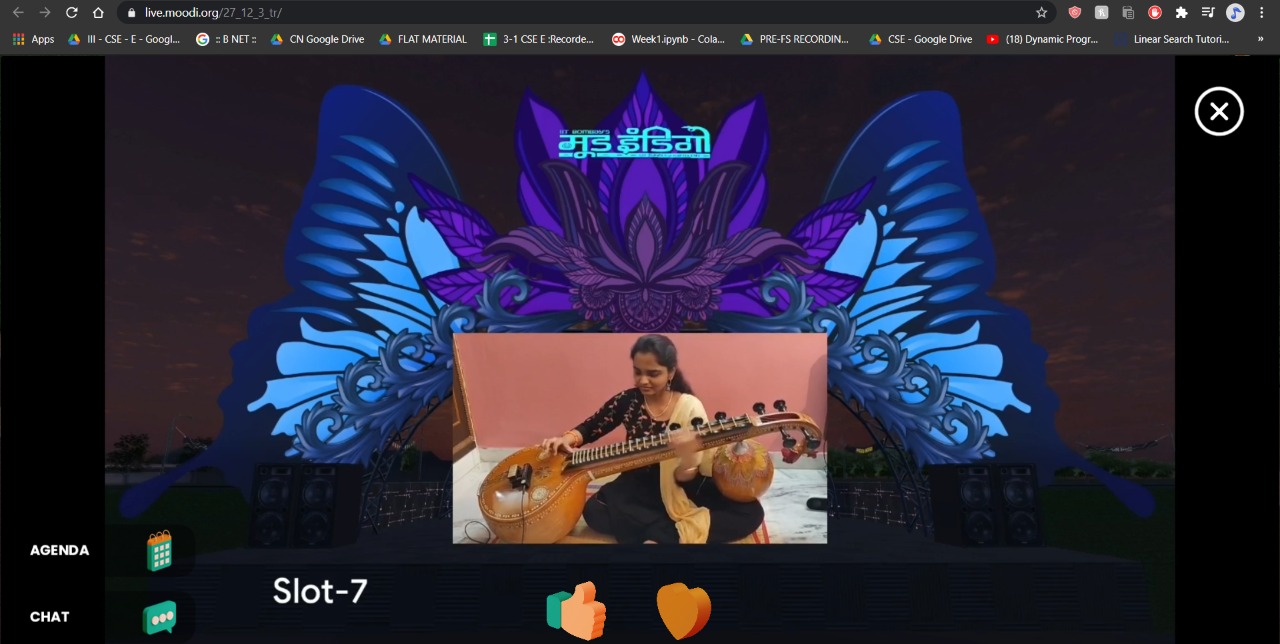 live.moodi.org/27_12_3_tr/
Apps
III - CSE - E - Googl...
:: B NET ::
CN Google Drive
FLAT MATERIAL
3-1 CSE E :Recorde...
Week1.ipynb - Cola...
PRE-FS RECORDIN...
CSE - Google Drive
(18) Dynamic Progr...
Linear Search Tutori...
»
IIT BOMBAY'S
मूड इंडिगो
AGENDA
Slot-7
CHAT